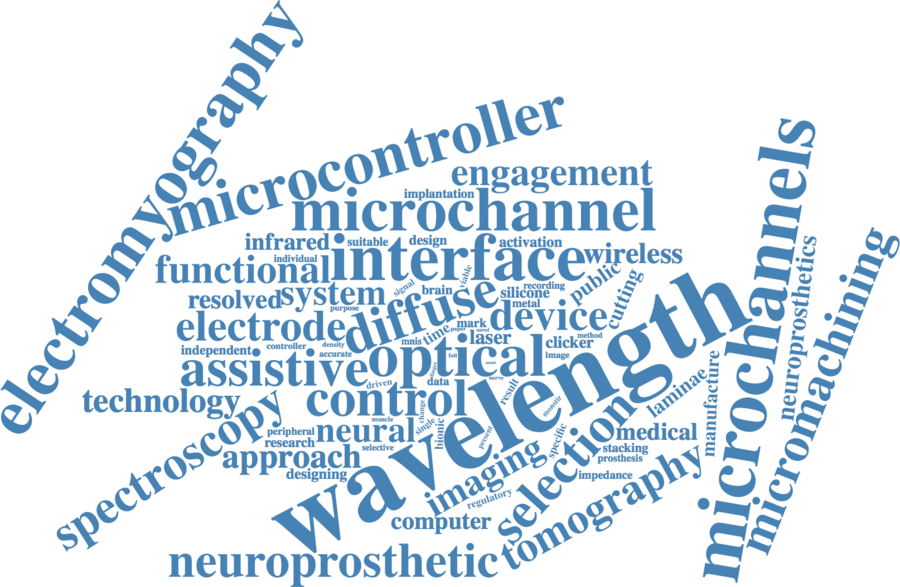 electromyography
microcontroller
engagement
implantation
microchannel
microchannels
infrared
suitable
design
activation
individual
interface
wireless
functional
viable
public
neuroprosthetics
micromachining
signal
brain
recording
resolved
system
silicone
cutting
purpose
diffuse
metal
device
electrode
time
paper
novel
mark
laser
method
controller
density
mnis
clicker
independent
accurate
full
image
optical
wavelength
assistive
driven
data
nerve
result
laminae
manufacture
technology
control
change
monstir
spectroscopy
muscle
single
bionic
peripheral
neural
present
specific
selection
medical
research
selective
stacking
approach
imaging
prosthesis
designing
impedance
regulatory
computer
tomography
neuroprosthetic